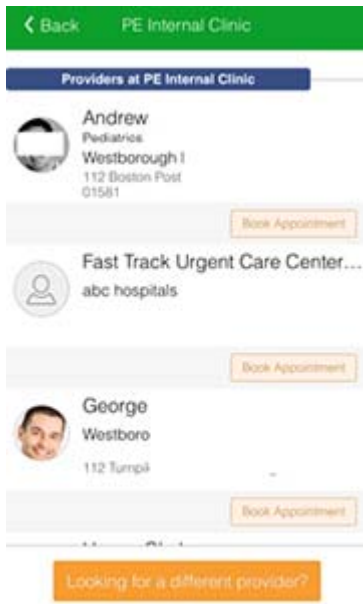 Back
PE Internal Clinic
Providers at PE Internal Clinic
Andrew
Pediatrics
Westborough I
112 Boston Post
01581
Book Appointment
Fast Track Urgent Care Center...
abc hospitals
Book Appointment
George
Westboro
112 Turnpi
Book Appointment
Looking for a different provider?